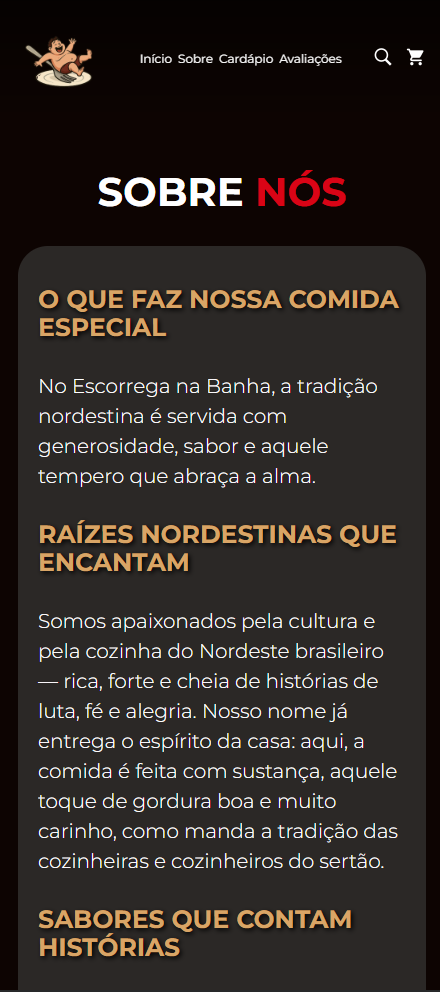 Início Sobre Cardápio Avaliações
SOBRE NÓS
O QUE FAZ NOSSA COMIDA
ESPECIAL
No Escorrega na Banha, a tradição
nordestina é servida com
generosidade, sabor e aquele
tempero que abraça a alma.
RAÍZES NORDESTINAS QUE
ENCANTAM
Somos apaixonados pela cultura e
pela cozinha do Nordeste brasileiro
— rica, forte e cheia de histórias de
luta, fé e alegria. Nosso nome já
entrega o espírito da casa: aqui, a
comida é feita com sustança, aquele
toque de gordura boa e muito
carinho, como manda a tradição das
cozinheiras e cozinheiros do sertão.
SABORES QUE CONTAM
HISTÓRIAS